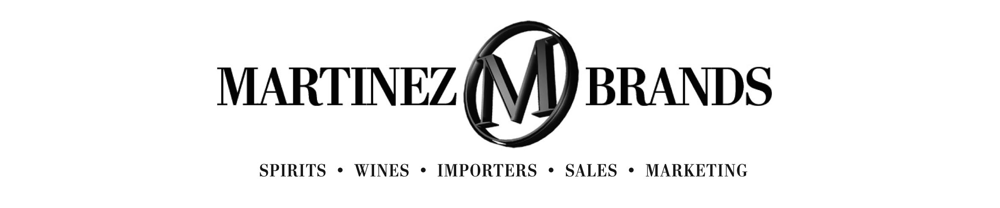 MARTINEZ M BRANDS
SPIRITS • WINES • IMPORTERS • SALES • MARKETING